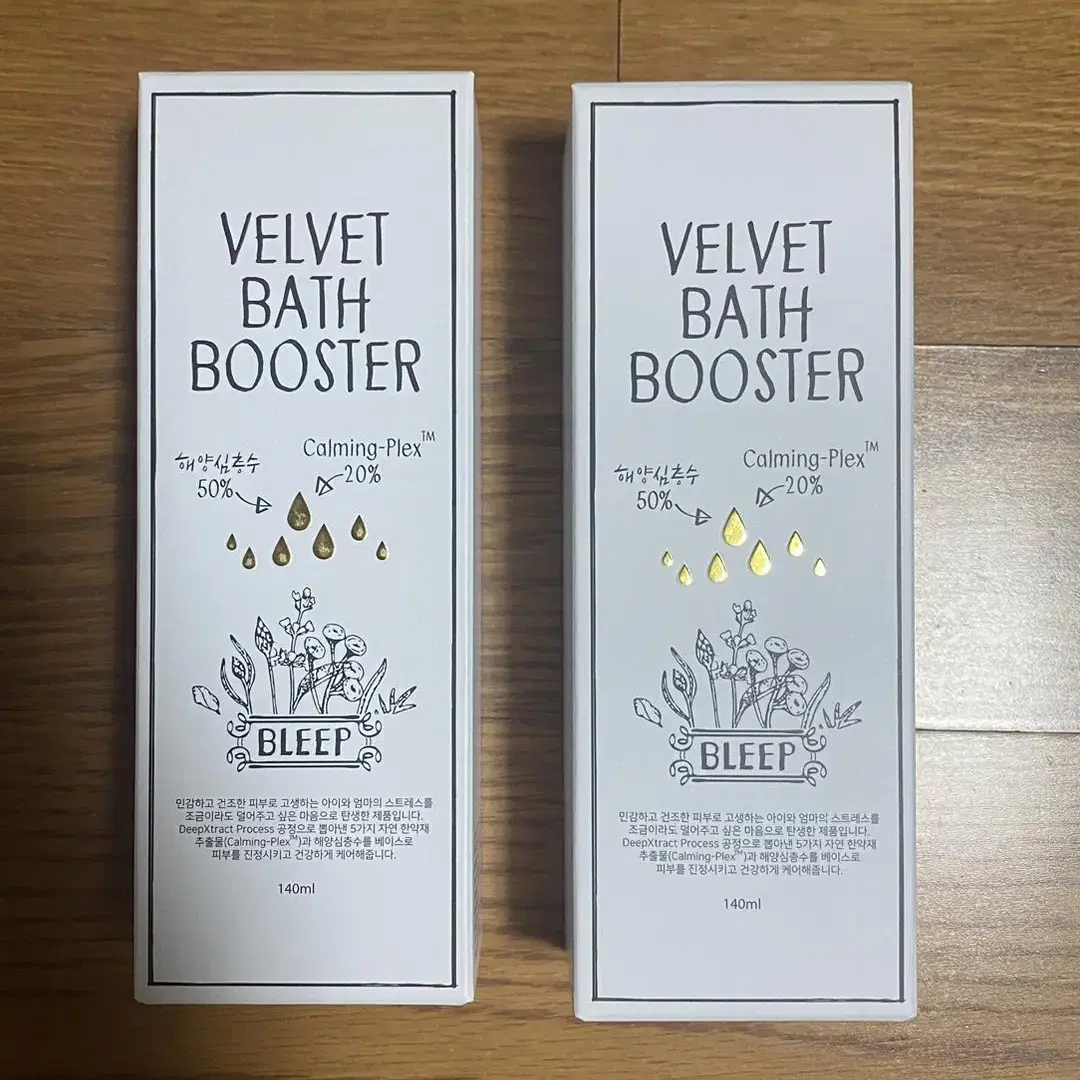 VELVET
BATH
BOOSTER
Calming-Plex™
해양심층수
20%
50%
BLEEP
민감하고 건조한 피부로 고생하는 아이와 엄마의 스트레스를
조금이라도 덜어주고 싶은 마음으로 탄생한 제품입니다.
DeepXtract Process 공정으로 뽑아낸 5가지 자연 한약재
추출물(Calming-Plex™)과 해양심층수를 베이스로
피부를 진정시키고 건강하게 케어해줍니다.
140ml
VELVET
BATH
BOOSTER
Calming-Plex™
해양심층수
20%
50%
BLEEP
민감하고 건조한 피부로 고생하는 아이와 엄마의 스트레스를
조금이라도 덜어주고 싶은 마음으로 탄생한 제품입니다.
DeepXtract Process 공정으로 뽑아낸 5가지 자연 한약재
추출물(Calming-Plex™)과 해양심층수를 베이스로
피부를 진정시키고 건강하게 케어해줍니다.
140ml